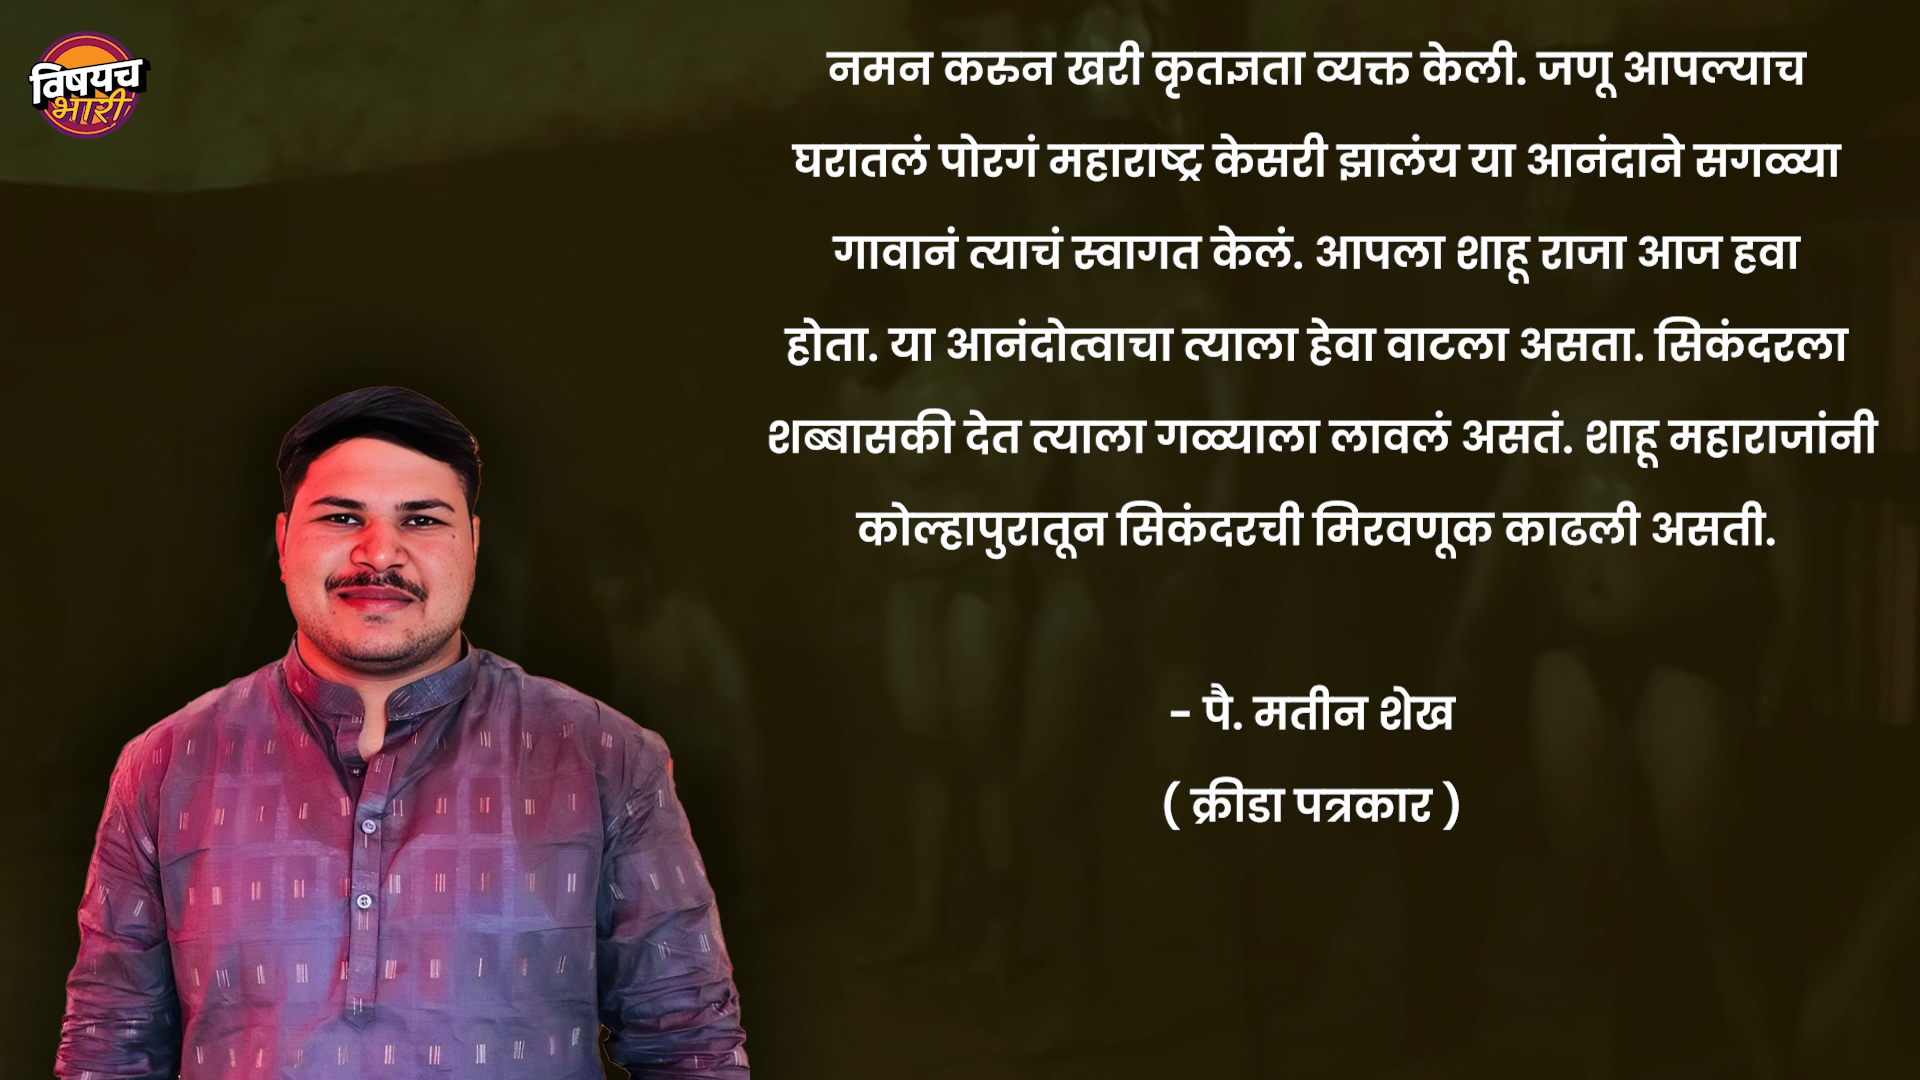 विषयच
भारी
नमन करुन खरी कृतज्ञता व्यक्त केली. जणू आपल्याच
घरातलं पोरगं महाराष्ट्र केसरी झालंय या आनंदाने सगळ्या
गावानं त्याचं स्वागत केलं. आपला शाहू राजा आज हवा
होता. या आनंदोत्वाचा त्याला हेवा वाटला असता. सिकंदरला
शब्बासकी देत त्याला गळ्याला लावलं असतं. शाहू महाराजांनी
कोल्हापुरातून सिकंदरची मिरवणूक काढली असती.
- पै. मतीन शेख
( क्रीडा पत्रकार )